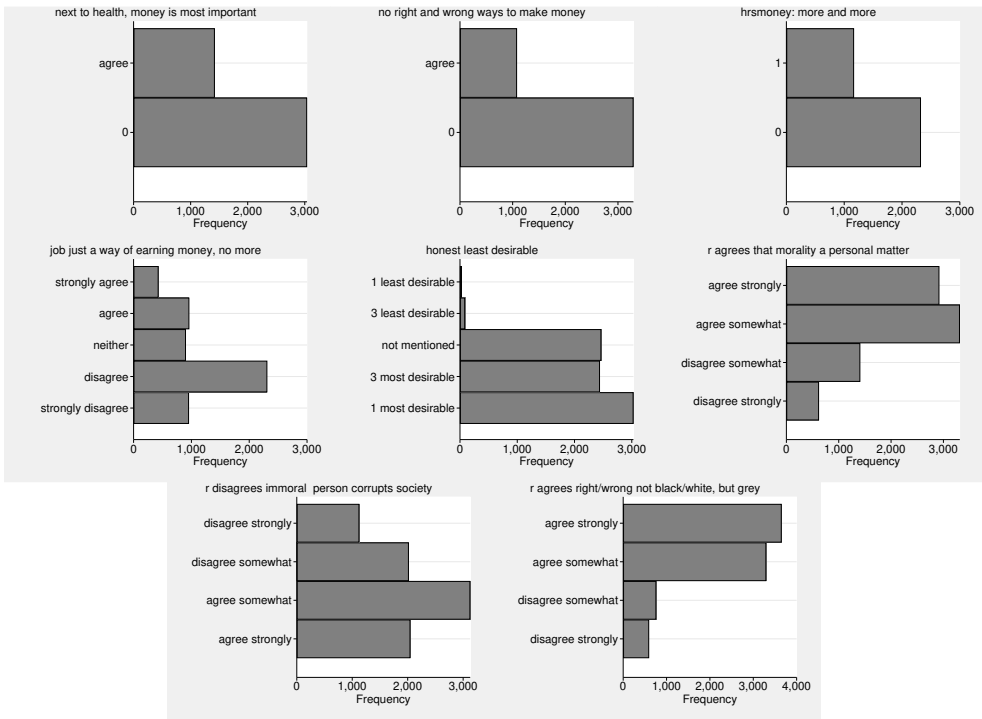 next to health, money is most important
agree
0
0 1,000 2,000 3,000
Frequency
no right and wrong ways to make money
agree
0
0 1,000 2,000 3,000
Frequency
hrsmoney: more and more
1
0
0 1,000 2,000 3,000
Frequency
job just a way of earning money, no more
strongly agree
agree
neither
disagree
strongly disagree
0 1,000 2,000 3,000
Frequency
honest least desirable
1 least desirable
3 least desirable
not mentioned
3 most desirable
1 most desirable
0 1,000 2,000 3,000
Frequency
r agrees that morality a personal matter
agree strongly
agree somewhat
disagree somewhat
disagree strongly
0 1,000 2,000 3,000
Frequency
r disagrees immoral  person corrupts society
disagree strongly
disagree somewhat
agree somewhat
agree strongly
0 1,000 2,000 3,000
Frequency
r agrees right/wrong not black/white, but grey
agree strongly
agree somewhat
disagree somewhat
disagree strongly
0 1,000 2,000 3,000 4,000
Frequency